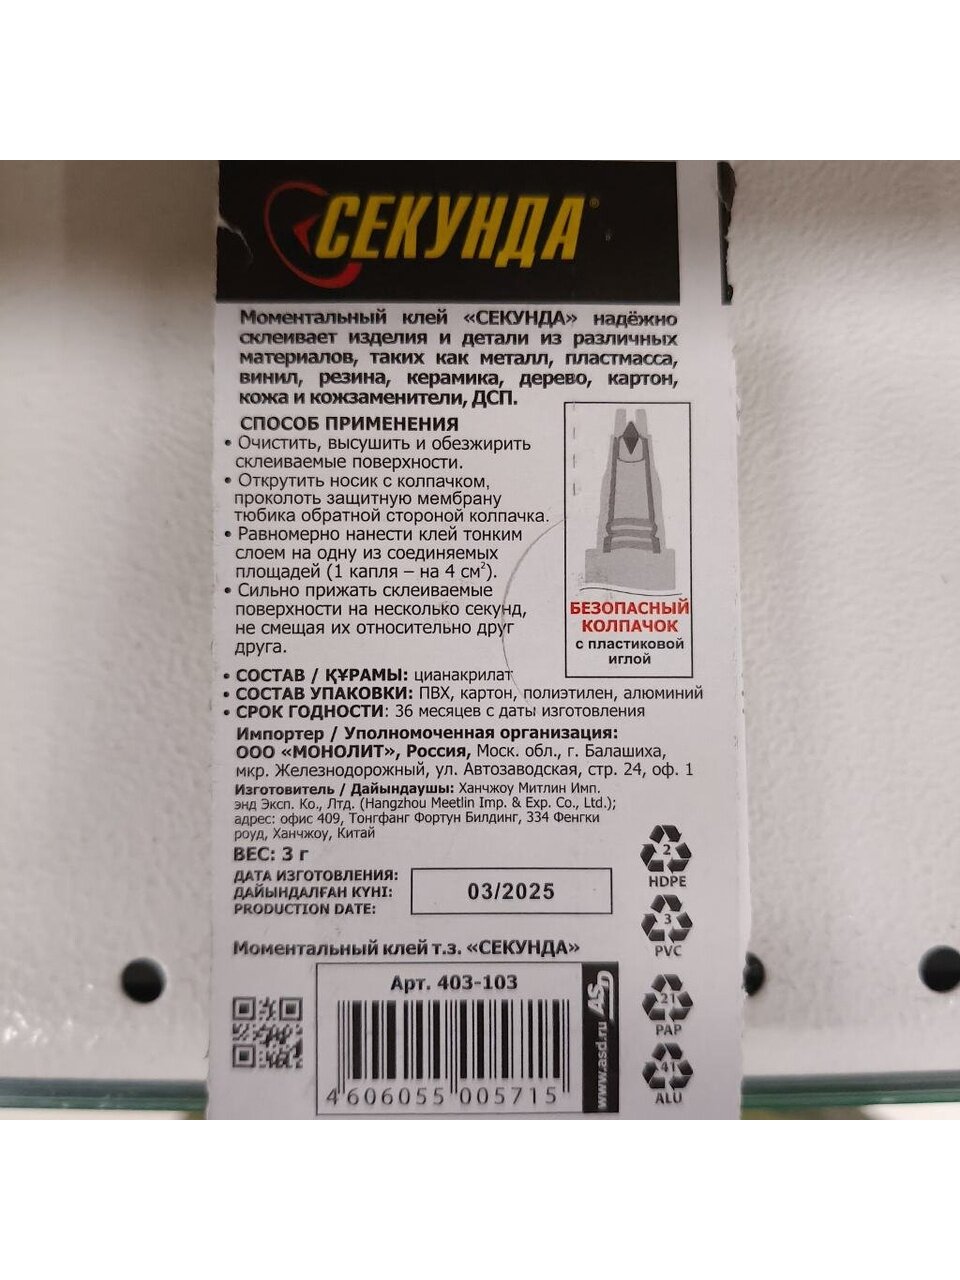 СЕКУНДА®
Моментальный клей «СЕКУНДА» надёжно
склеивает изделия и детали из различных
материалов, таких как металл, пластмасса,
винил, резина, керамика, дерево, картон,
кожа и кожзаменители, ДСП.
СПОСОБ ПРИМЕНЕНИЯ
• Очистить, высушить и обезжирить
склеиваемые поверхности.
• Открутить носик с колпачком,
проколоть защитную мембрану
тюбика обратной стороной колпачка.
• Равномерно нанести клей тонким
слоем на одну из соединяемых
площадей (1 капля – на 4 см²).
• Сильно прижать склеиваемые
поверхности на несколько секунд,
не смещая их относительно друг
друга.
БЕЗОПАСНЫЙ
КОЛПАЧОК
с пластиковой
иглой
• СОСТАВ / ҚҰРАМЫ: цианакрилат
• СОСТАВ УПАКОВКИ: ПВХ, картон, полиэтилен, алюминий
• СРОК ГОДНОСТИ: 36 месяцев с даты изготовления
Импортер / Уполномоченная организация:
ООО «МОНОЛИТ», Россия, Моск. обл., г. Балашиха,
мкр. Железнодорожный, ул. Автозаводская, стр. 24, оф. 1
Изготовитель / Дайындаушы: Ханчжоу Митлин Имп.
энд Эксп. Ко., Лтд. (Hangzhou Meetlin Imp. & Exp. Co., Ltd.);
адрес: офис 409, Тонгфанг Фортун Билдинг, 334 Фенгки
роуд, Ханчжоу, Китай
ВЕС: 3 г
ДАТА ИЗГОТОВЛЕНИЯ:
ДАЙЫНДАЛҒАН КҮНІ:
PRODUCTION DATE:
03/2025
2
HDPE
3
PVC
21
PAP
41
ALU
Моментальный клей т.з. «СЕКУНДА»
Арт. 403-103
4 606055 005715
www.asd.ru ASD